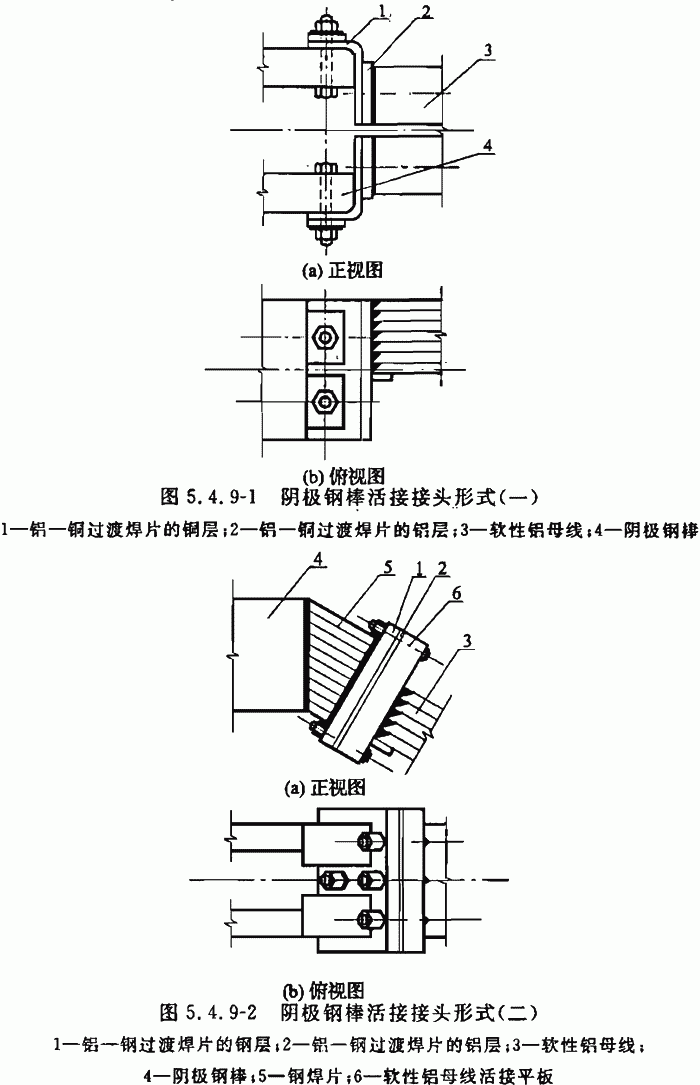 1 2
3
4
(a) 正视图
(b) 俯视图
图 5.4.9-1 阴极钢棒活接接头形式(一)
1—铝—铜过渡焊片的铜层;2—铝—铜过渡焊片的铝层;3—软性铝母线;4—阴极钢棒
4 5 1 2
6
3
(a) 正视图
(b) 俯视图
图 5.4.9-2 阴极钢棒活接接头形式(二)
1—铝—钢过渡焊片的钢层;2—铝—钢过渡焊片的铝层;3—软性铝母线;
4—阴极钢棒;5—钢焊片;6—软性铝母线活接平板